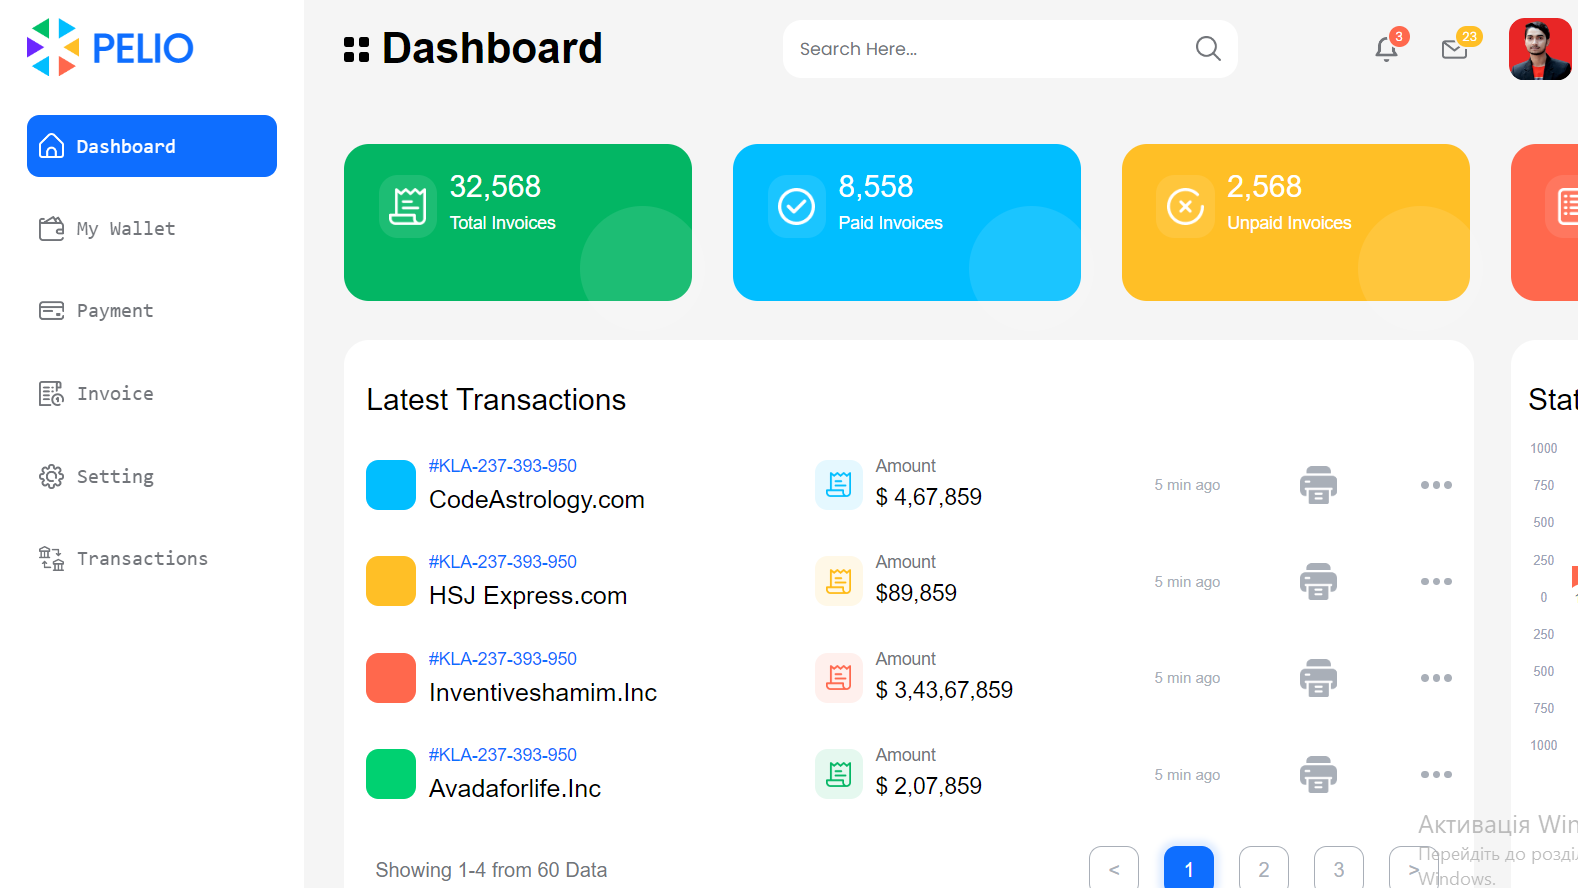 PELIO
Dashboard
Search Here...
3
23
Dashboard
My Wallet
Payment
Invoice
Setting
Transactions
32,568
Total Invoices
8,558
Paid Invoices
2,568
Unpaid Invoices
Latest Transactions
#KLA-237-393-950
CodeAstrology.com
Amount
$ 4,67,859
5 min ago
#KLA-237-393-950
HSJ Express.com
Amount
$89,859
5 min ago
#KLA-237-393-950
Inventiveshamim.Inc
Amount
$ 3,43,67,859
5 min ago
#KLA-237-393-950
Avadaforlife.Inc
Amount
$ 2,07,859
5 min ago
Showing 1-4 from 60 Data
< 1 2 3 >
Stat
1000
750
500
250
0
250
500
750
1000
Активація Win
Перейдіть до розділ
Windows.